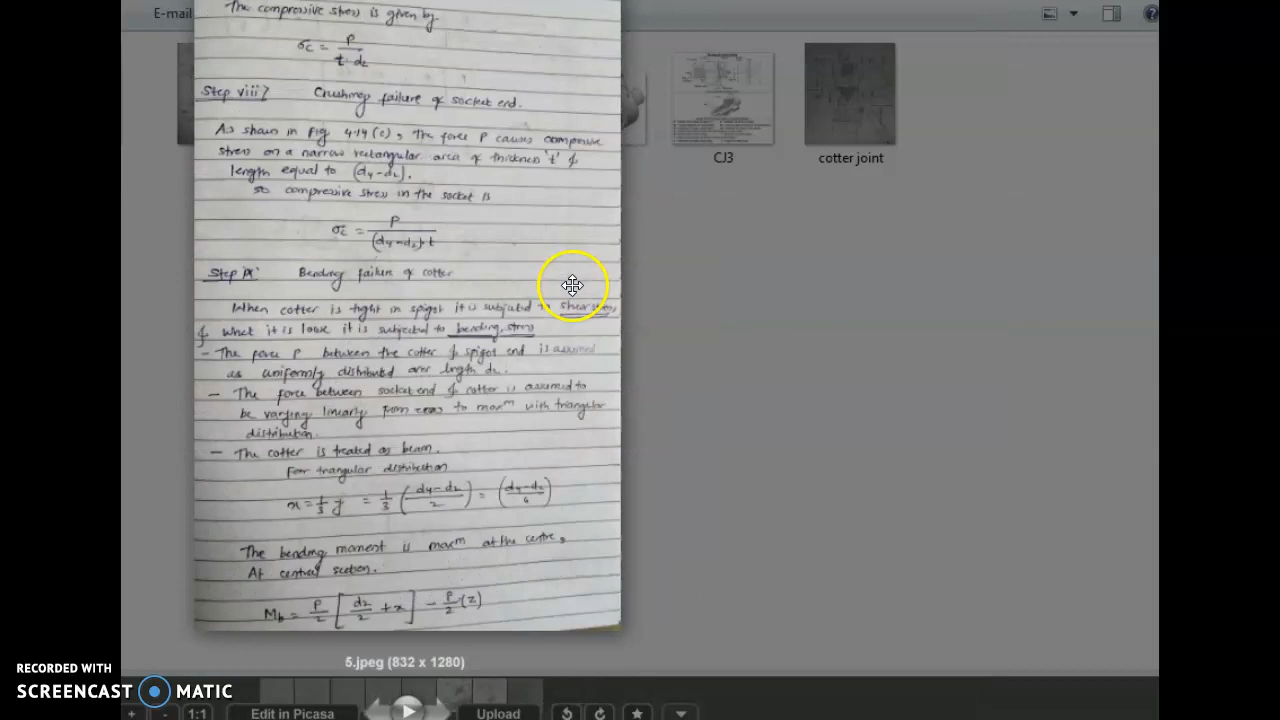 E-mail
The compressive stress is given by
σc = P / t · d2
Step viii] Crushing failure of socket end.
As shown in Fig 4.14 (c), The force P causes compressive
stress on a narrow rectangular area of thickness 't' &
length equal to (d4-d2).
so compressive stress in the socket is
σc = P / (d4-d2) · t
Step ix Bending failure of cotter
When cotter is tight in spigot it is subjected to shear stress
& it is loose it is subjected to bending stress
- The force P between the cotter & spigot end is assumed
as uniformly distributed over length d2.
- The force between socket end & cotter is assumed to
be varying linearly from zero to maxm with triangular
distribution.
- The cotter is treated as beam.
For triangular distribution
x = 1/3 y = 1/3 (d4-d2 / 2) = (d4-d2 / 6)
The bending moment is maxm at the centre,
At central section.
Mb = P/2 [d2/2 + x] - P/2 (z)
CJ3
cotter joint
5.jpeg (832 x 1280)
RECORDED WITH
SCREENCAST MATIC
1:1
Edit in Picasa
Upload